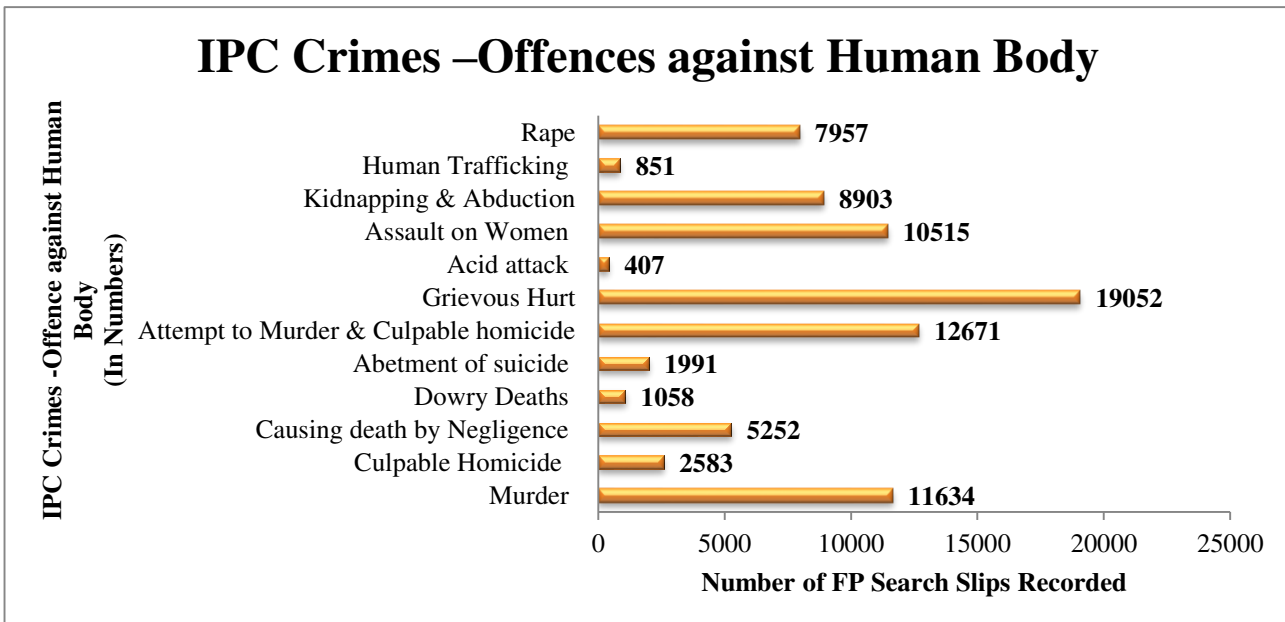 IPC Crimes –Offences against Human Body
IPC Crimes -Offence against Human
Body
(In Numbers)
Rape 7957
Human Trafficking 851
Kidnapping & Abduction 8903
Assault on Women 10515
Acid attack 407
Grievous Hurt 19052
Attempt to Murder & Culpable homicide 12671
Abetment of suicide 1991
Dowry Deaths 1058
Causing death by Negligence 5252
Culpable Homicide 2583
Murder 11634
0 5000 10000 15000 20000 25000
Number of FP Search Slips Recorded